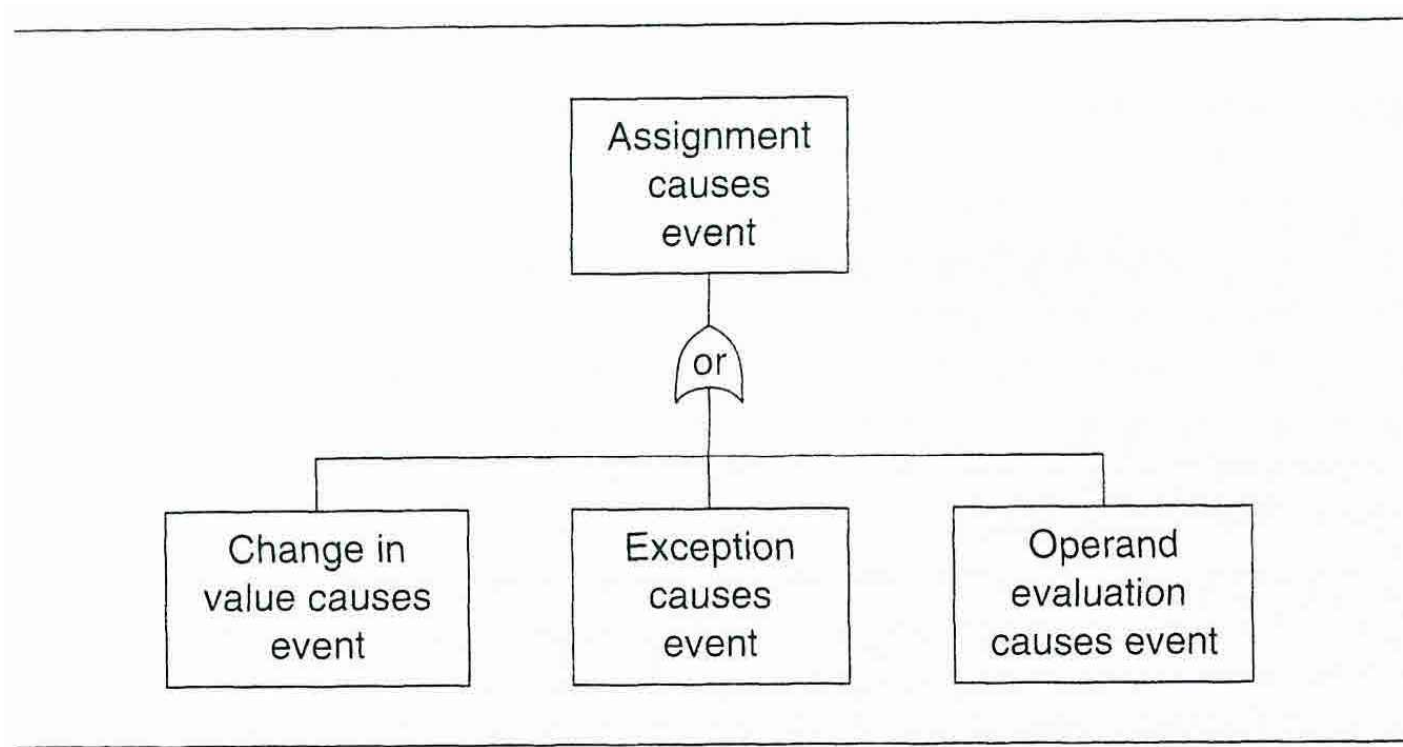 Assignment
causes
event
or
Change in
value causes
event
Exception
causes
event
Operand
evaluation
causes event